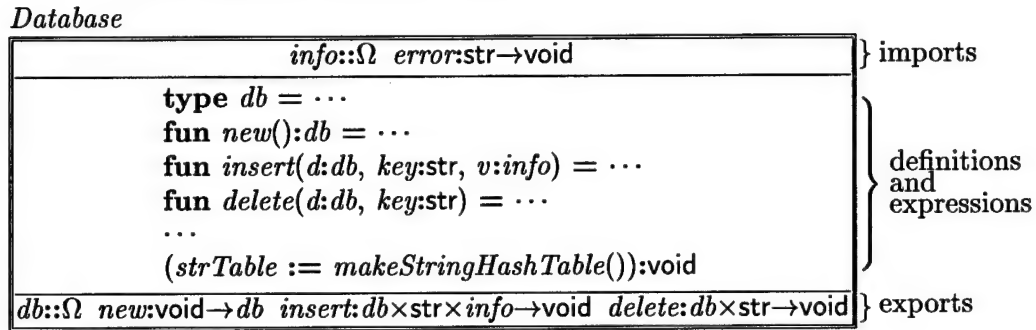 Database
info::Ω error:str→void } imports
type db = ⋯
fun new():db = ⋯
fun insert(d:db, key:str, v:info) = ⋯
fun delete(d:db, key:str) = ⋯
⋯
(strTable := makeStringHashTable()):void
definitions
and
expressions
db::Ω new:void→db insert:db×str×info→void delete:db×str→void } exports